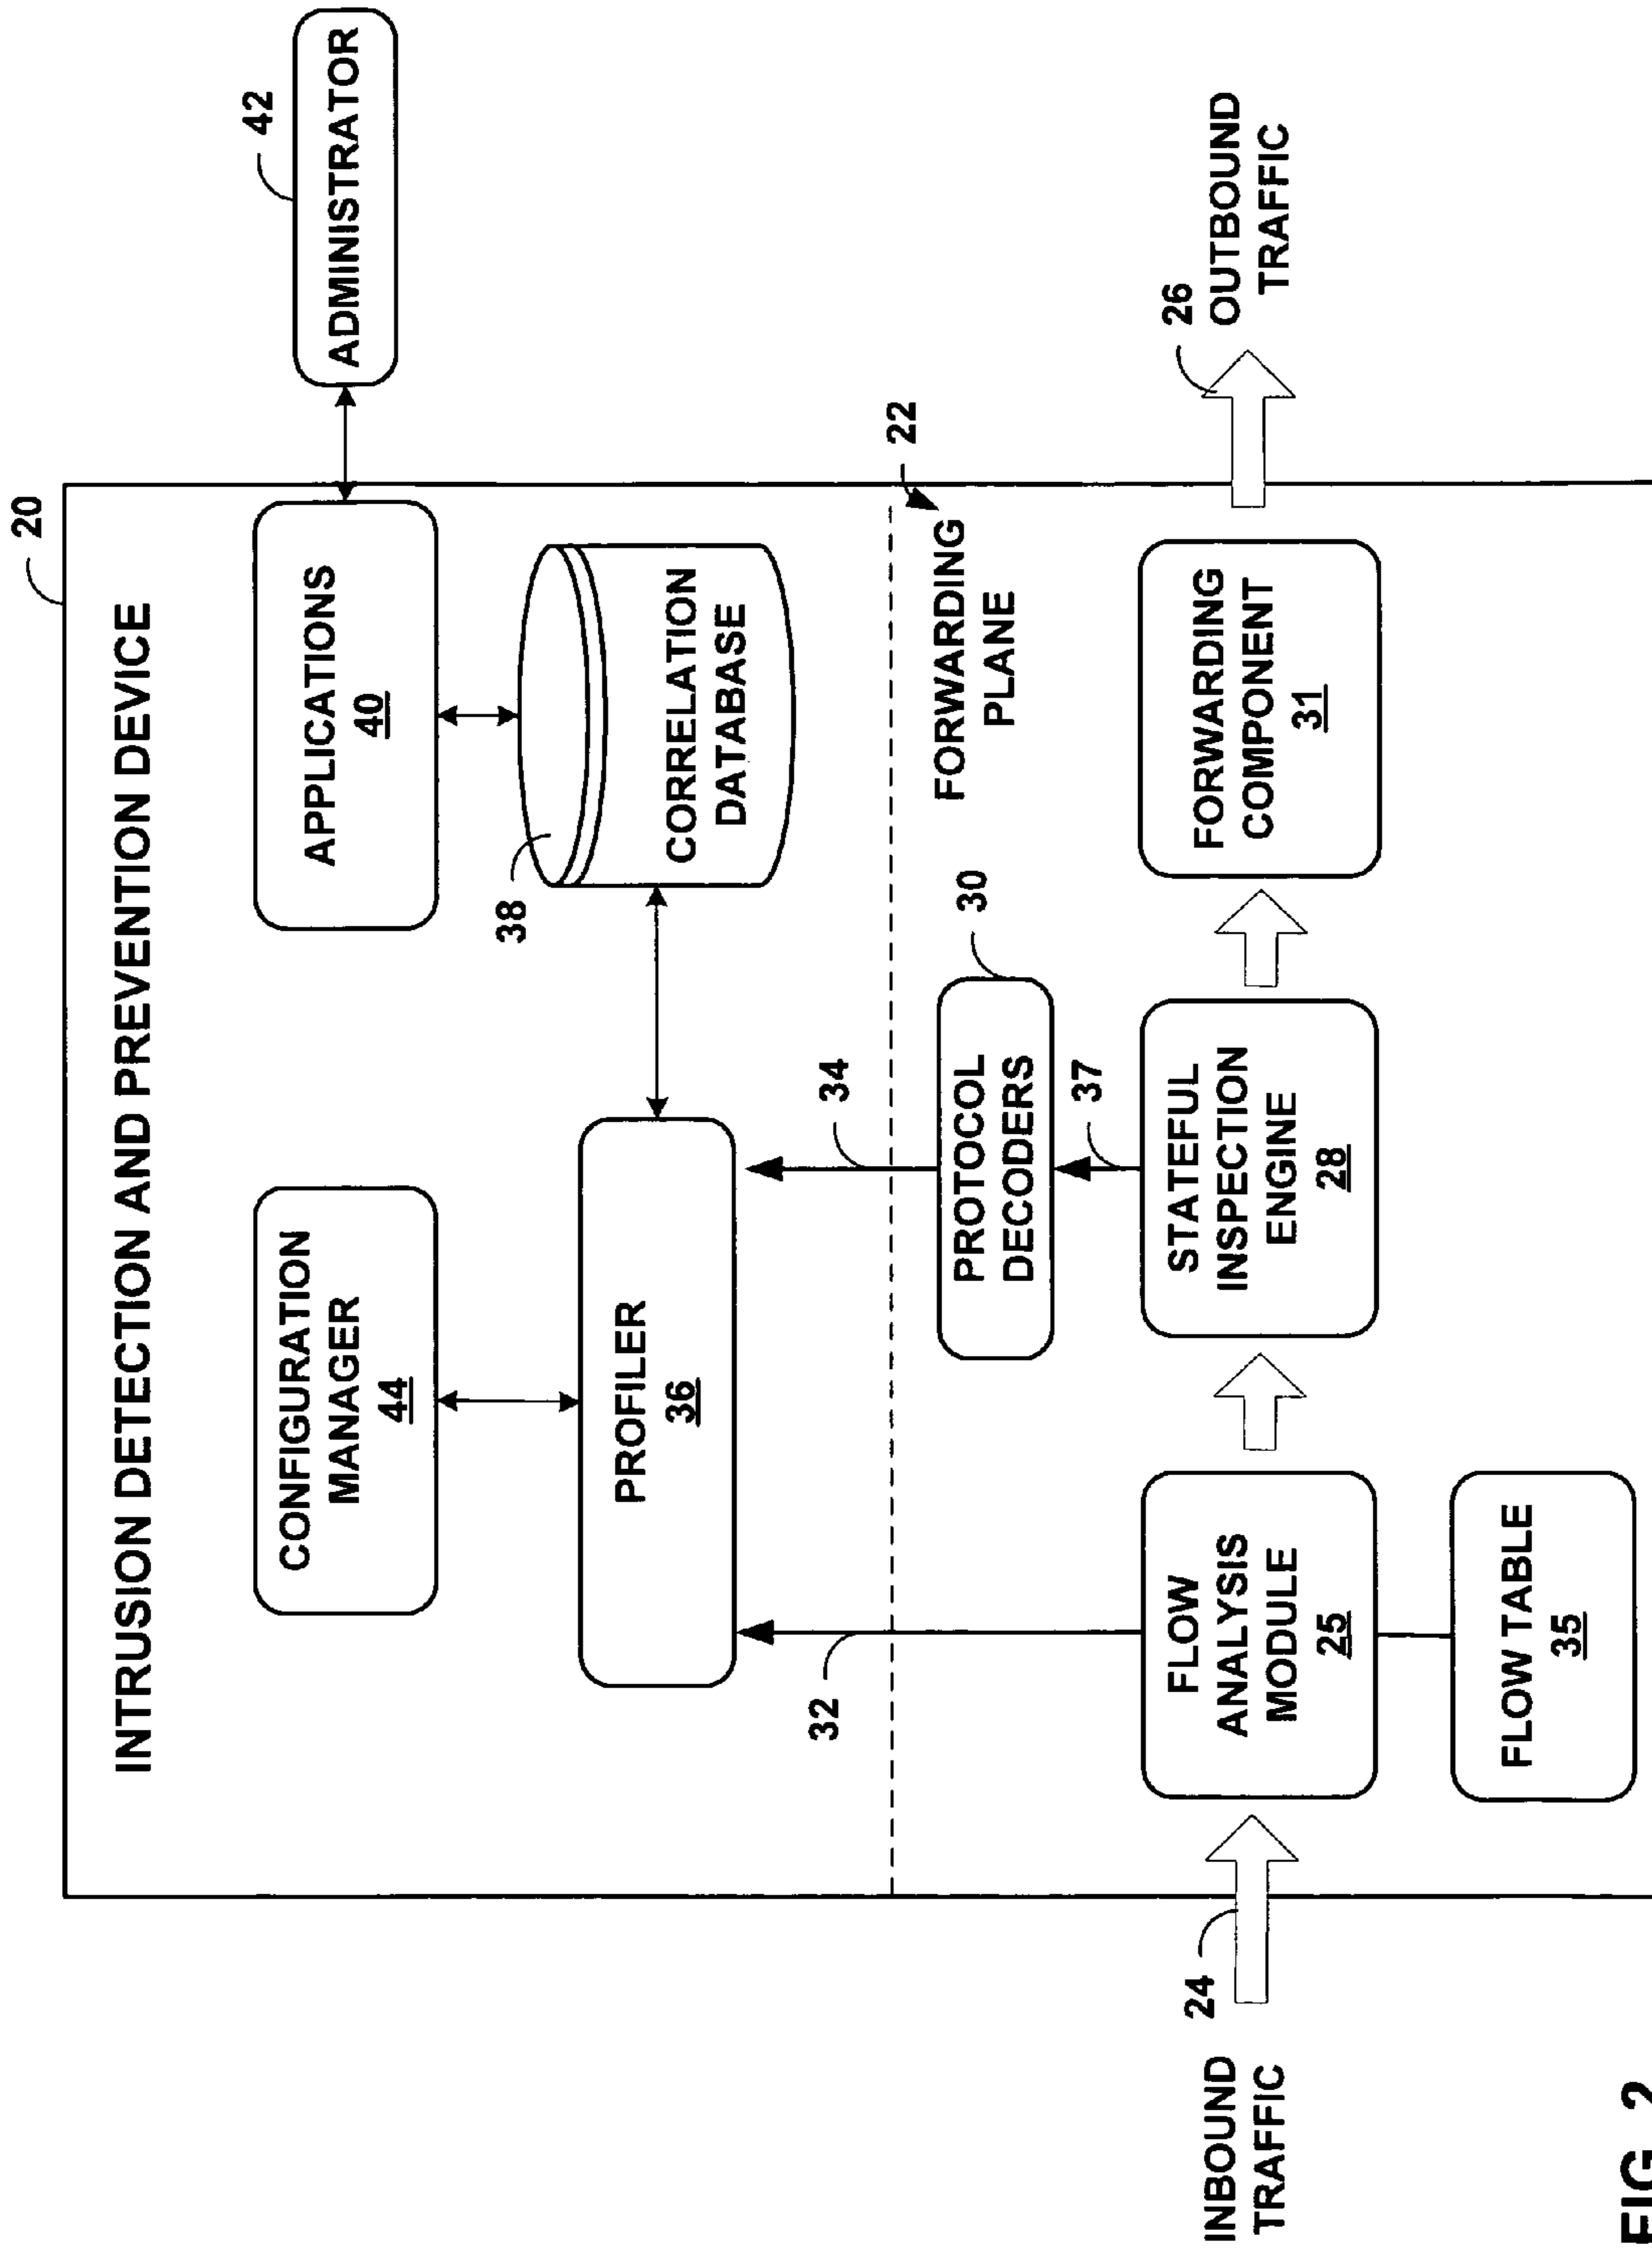 20
INTRUSION DETECTION AND PREVENTION DEVICE
42
CONFIGURATION
MANAGER
44
APPLICATIONS
40
ADMINISTRATOR
38
PROFILER
36
CORRELATION
DATABASE
32
34
22
FORWARDING
PLANE
30
PROTOCOL
DECODERS
37
24
INBOUND
TRAFFIC
FLOW
ANALYSIS
MODULE
25
STATEFUL
INSPECTION
ENGINE
28
FORWARDING
COMPONENT
31
26
OUTBOUND
TRAFFIC
FLOW TABLE
35
FIG. 2